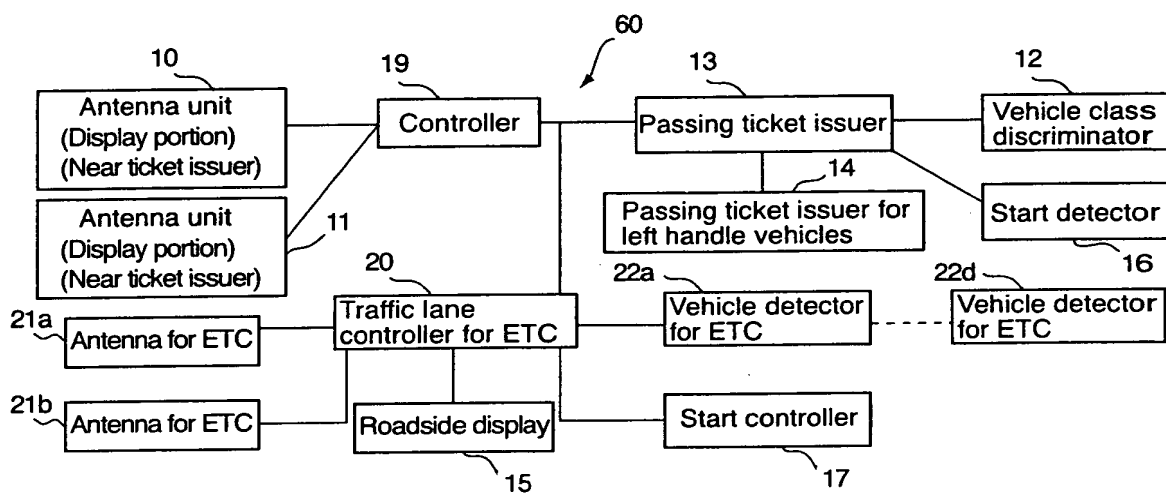 60
10
Antenna unit
(Display portion)
(Near ticket issuer)
19
Controller
13
Passing ticket issuer
12
Vehicle class
discriminator
Antenna unit
(Display portion)
(Near ticket issuer)
11
14
Passing ticket issuer for
left handle vehicles
Start detector
16
20
Traffic lane
controller for ETC
22a
Vehicle detector
for ETC
22d
Vehicle detector
for ETC
21a
Antenna for ETC
21b
Antenna for ETC
Roadside display
15
Start controller
17